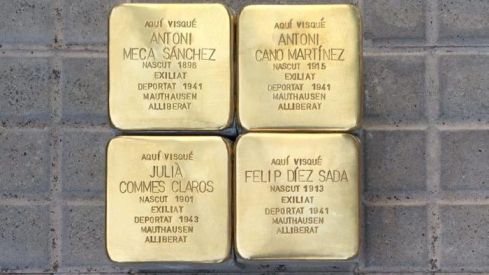 AQUÍ VISQUÉ
ANTONI
MECA SÁNCHEZ
NASCUT 1895
EXILIAT
DEPORTAT 1941
MAUTHAUSEN
ALLIBERAT
AQUÍ VISQUÉ
ANTONI
CANO MARTÍNEZ
NASCUT 1915
EXILIAT
DEPORTAT 1941
MAUTHAUSEN
ALLIBERAT
AQUÍ VISQUÉ
JULIÀ
COMMES CLAROS
NASCUT 1901
EXILIAT
DEPORTAT 1943
MAUTHAUSEN
ALLIBERAT
AQUÍ VISQUÉ
FELIP DÍEZ SADA
NASCUT 1913
EXILIAT
DEPORTAT 1941
MAUTHAUSEN
ALLIBERAT